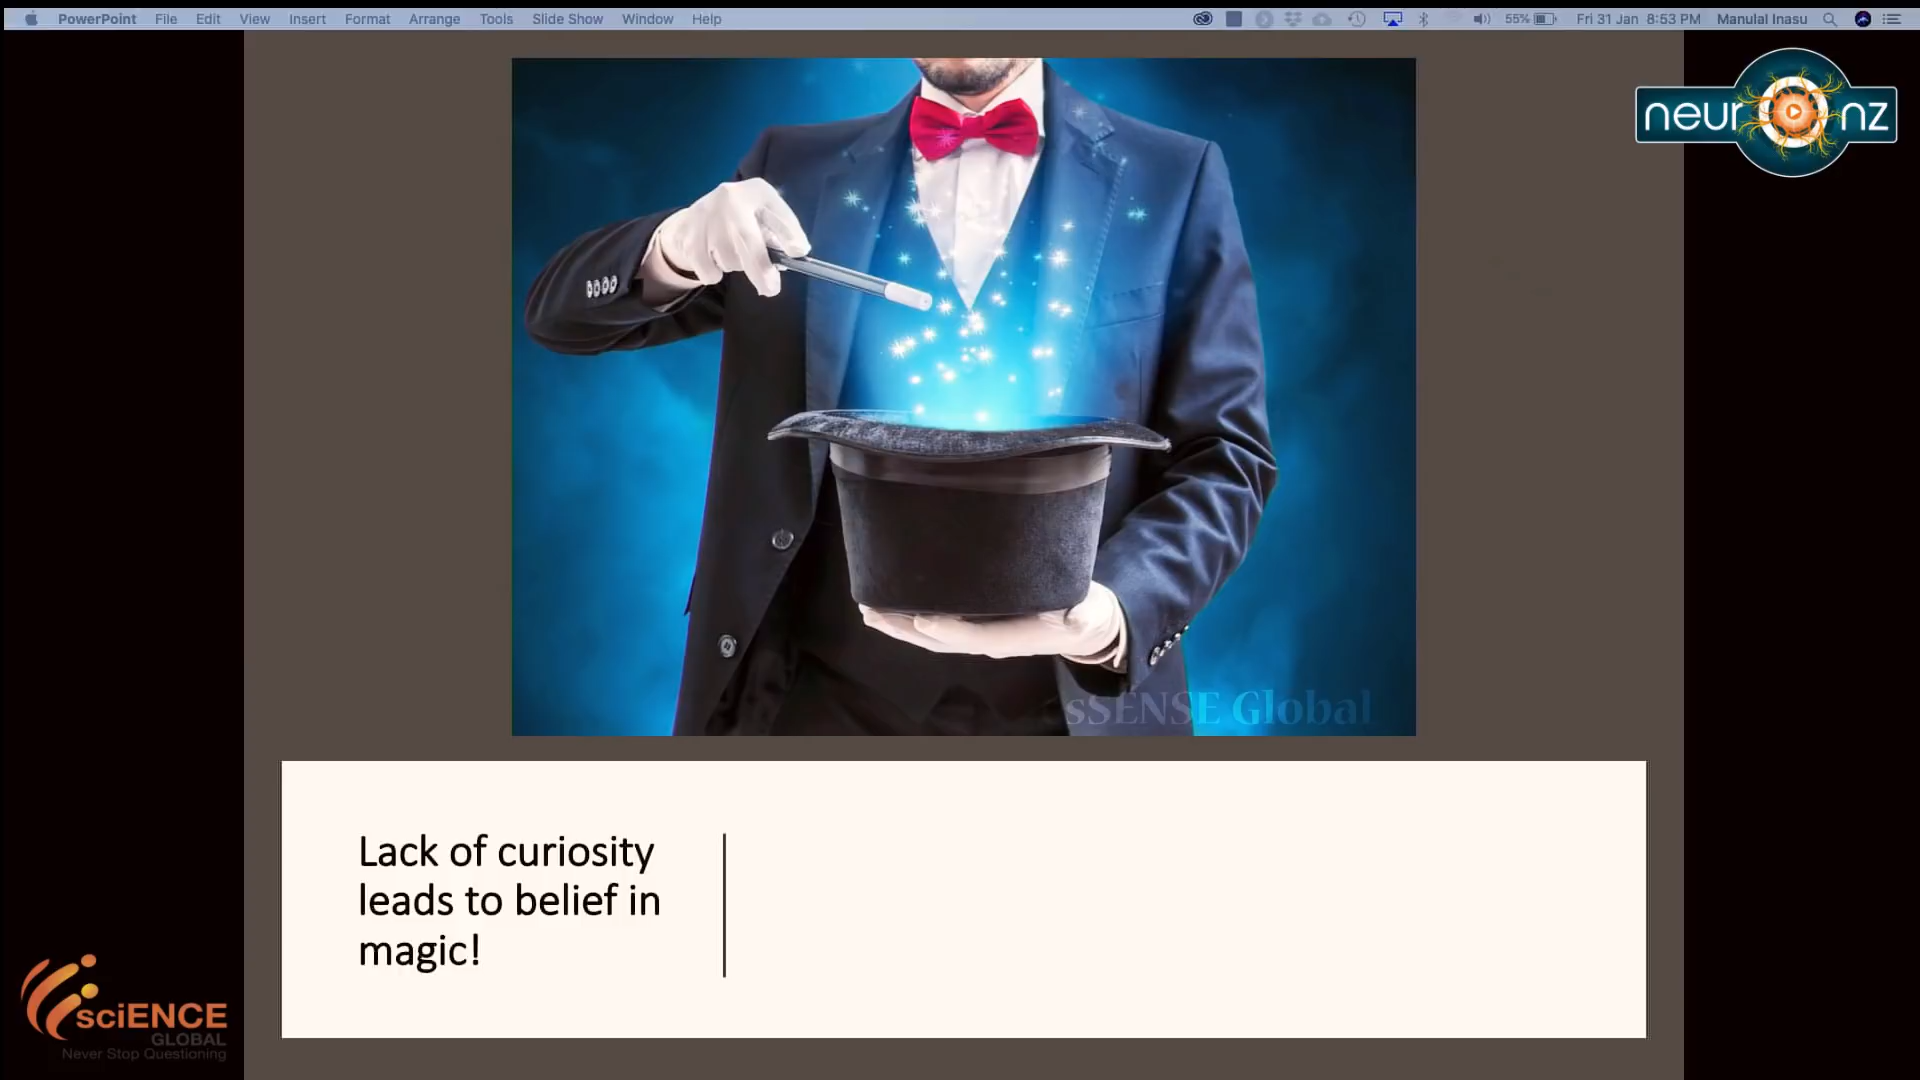 PowerPoint File Edit View Insert Format Arrange Tools Slide Show Window Help 55% Fri 31 Jan 8:53 PM Manulal Inasu
neur nz
sSENSE Global
Lack of curiosity
leads to belief in
magic!
sciENCE
GLOBAL
Never Stop Questioning